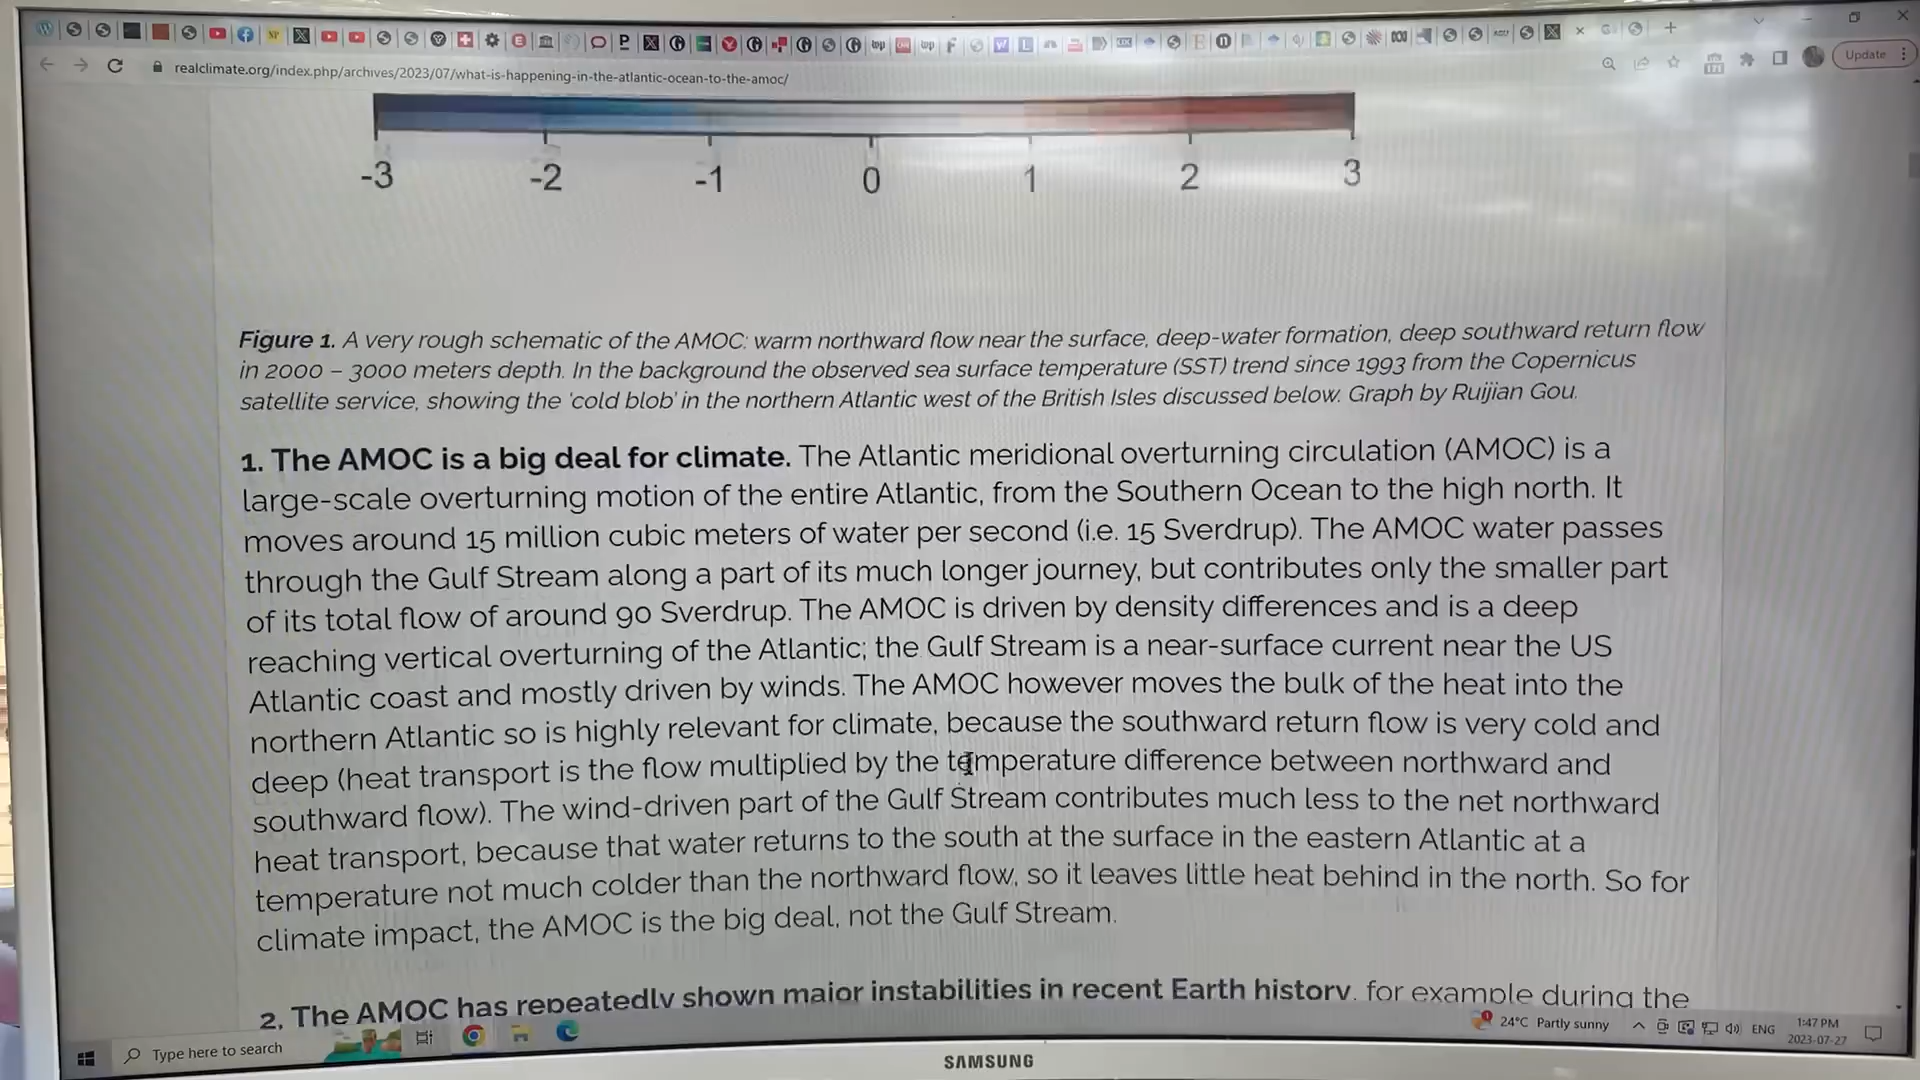 realclimate.org/index.php/archives/2023/07/what-is-happening-in-the-atlantic-ocean-to-the-amoc/
Update
-3 -2 -1 0 1 2 3
Figure 1. A very rough schematic of the AMOC: warm northward flow near the surface, deep-water formation, deep southward return flow
in 2000 – 3000 meters depth. In the background the observed sea surface temperature (SST) trend since 1993 from the Copernicus
satellite service, showing the 'cold blob' in the northern Atlantic west of the British Isles discussed below. Graph by Ruijian Gou.
1. The AMOC is a big deal for climate. The Atlantic meridional overturning circulation (AMOC) is a
large-scale overturning motion of the entire Atlantic, from the Southern Ocean to the high north. It
moves around 15 million cubic meters of water per second (i.e. 15 Sverdrup). The AMOC water passes
through the Gulf Stream along a part of its much longer journey, but contributes only the smaller part
of its total flow of around 90 Sverdrup. The AMOC is driven by density differences and is a deep
reaching vertical overturning of the Atlantic; the Gulf Stream is a near-surface current near the US
Atlantic coast and mostly driven by winds. The AMOC however moves the bulk of the heat into the
northern Atlantic so is highly relevant for climate, because the southward return flow is very cold and
deep (heat transport is the flow multiplied by the temperature difference between northward and
southward flow). The wind-driven part of the Gulf Stream contributes much less to the net northward
heat transport, because that water returns to the south at the surface in the eastern Atlantic at a
temperature not much colder than the northward flow, so it leaves little heat behind in the north. So for
climate impact, the AMOC is the big deal, not the Gulf Stream.
2. The AMOC has repeatedly shown major instabilities in recent Earth history, for example during the
Type here to search
24°C Partly sunny
ENG
1:47 PM
2023-07-27
SAMSUNG